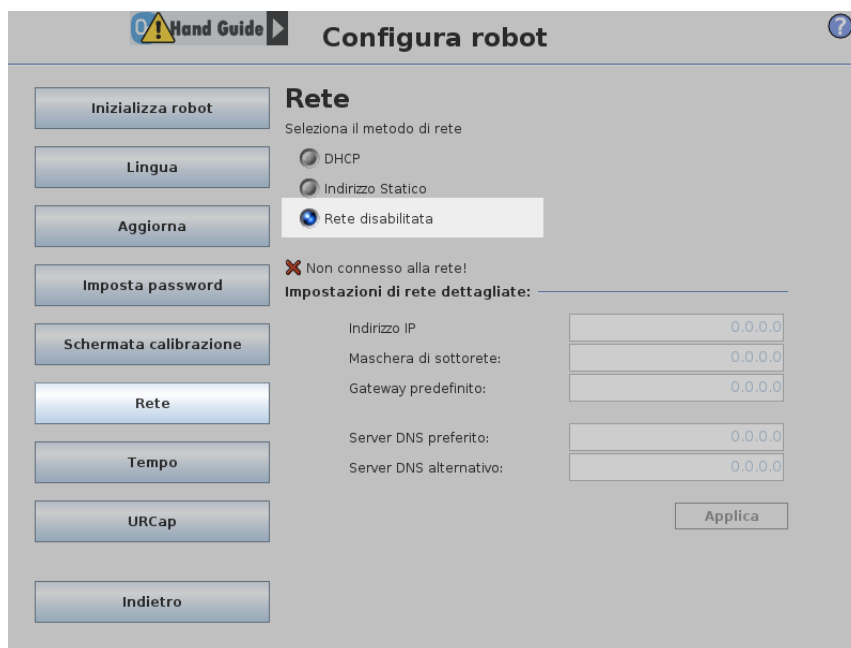 Hand Guide
Configura robot
?
Inizializza robot
Lingua
Aggiorna
Imposta password
Schermata calibrazione
Rete
Tempo
URCap
Indietro
Rete
Seleziona il metodo di rete
DHCP
Indirizzo Statico
Rete disabilitata
Non connesso alla rete!
Impostazioni di rete dettagliate:
Indirizzo IP 0.0.0.0
Maschera di sottorete: 0.0.0.0
Gateway predefinito: 0.0.0.0
Server DNS preferito: 0.0.0.0
Server DNS alternativo: 0.0.0.0
Applica